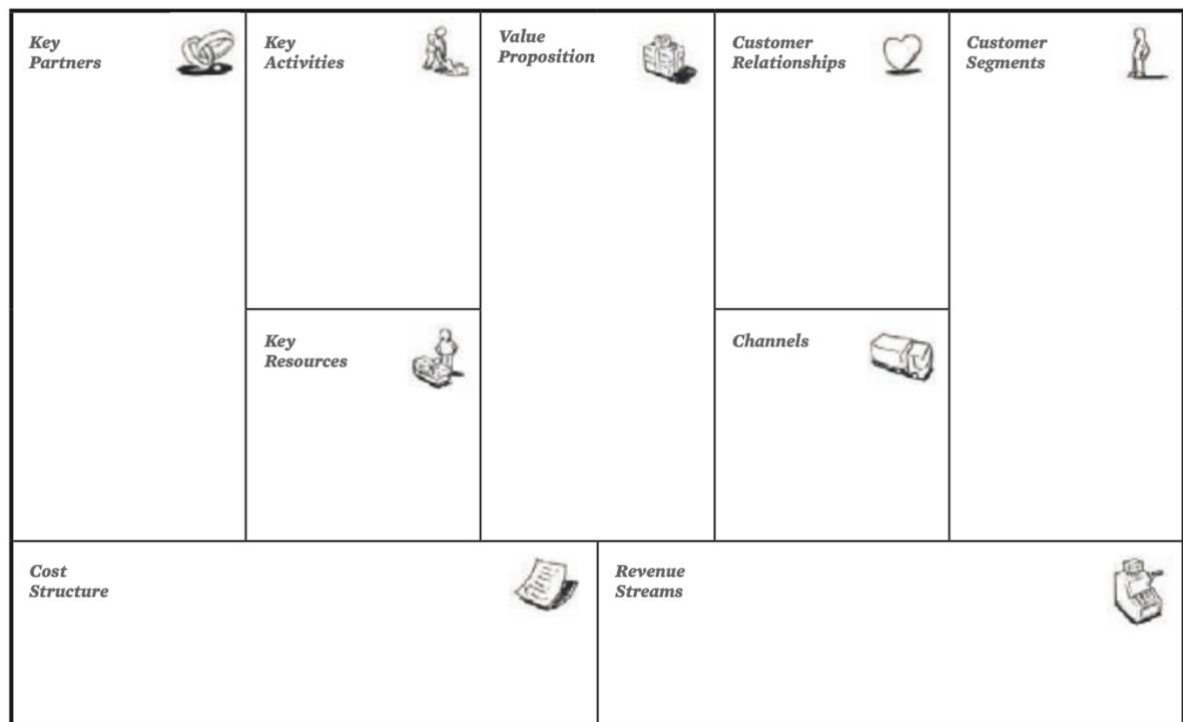 Key
Partners
Key
Activities
Value
Proposition
Customer
Relationships
Customer
Segments
Key
Resources
Channels
Cost
Structure
Revenue
Streams